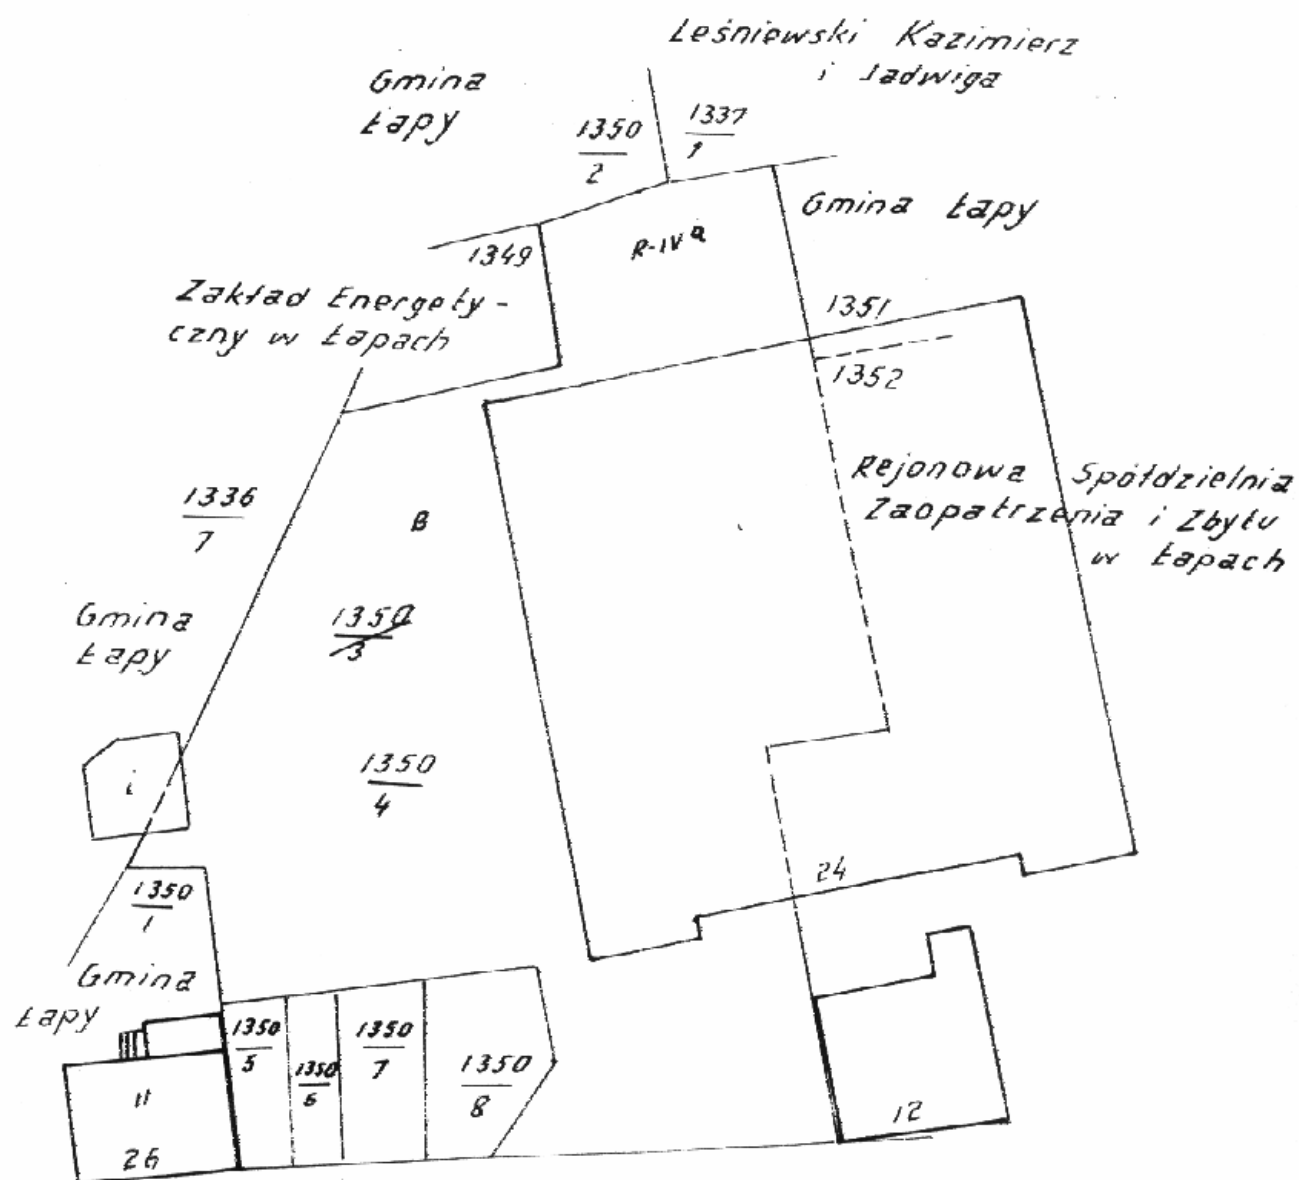 Leśniewski Kazimierz
i Jadwiga
Gmina
Łapy
1350
2
1337
1
Gmina Łapy
R-IVa
1349
Zakład Energety-
czny w Łapach
1351
1352
Rejonowa Spółdzielnia
Zaopatrzenia i Zbytu
w Łapach
1336
7
B
1350
3
Gmina
Łapy
1350
4
i
24
1350
1
Gmina
Łapy
1350
5
1350
6
1350
7
1350
8
12
26